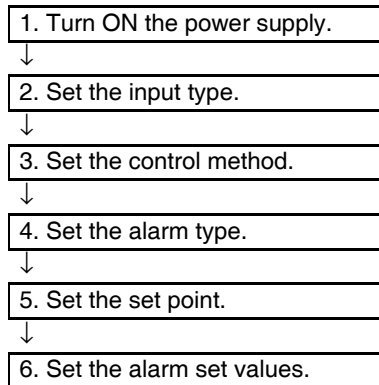 1. Turn ON the power supply.
↓
2. Set the input type.
↓
3. Set the control method.
↓
4. Set the alarm type.
↓
5. Set the set point.
↓
6. Set the alarm set values.